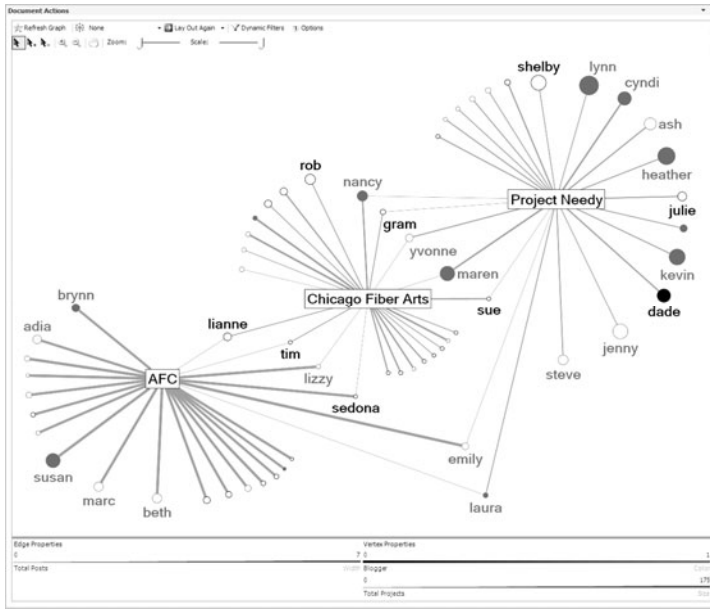 Document Actions
Refresh Graph None Lay Out Again Dynamic Filters Options
Zoom: Scale:
shelby
lynn
cyndi
ash
rob
nancy
heather
Project Needy
julie
gram
yvonne
maren
kevin
brynn
Chicago Fiber Arts
sue
dade
adia
lianne
tim
jenny
AFC
lizzy
steve
sedona
emily
susan
marc
beth
laura
Edge Properties Vertex Properties
0 7 0 1
Total Posts Width Blogger Color
0 175
Total Projects Size